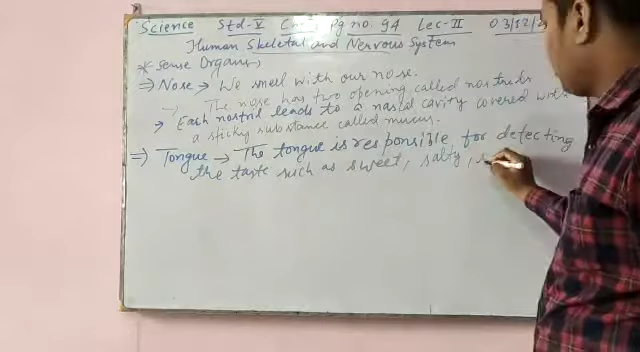 Science Std-V Ch- Pg no. 94 Lec-II 03/12/2
Human Skeletal and Nervous System
* Sense Organs
⇒ Nose → We smell with our nose.
→ The nose has two opening called nostrils
→ Each nostril leads to a nasal cavity covered with
a sticky substance called mucus.
⇒ Tongue → The tongue is responsible for detecting
the taste such as sweet, salty, s